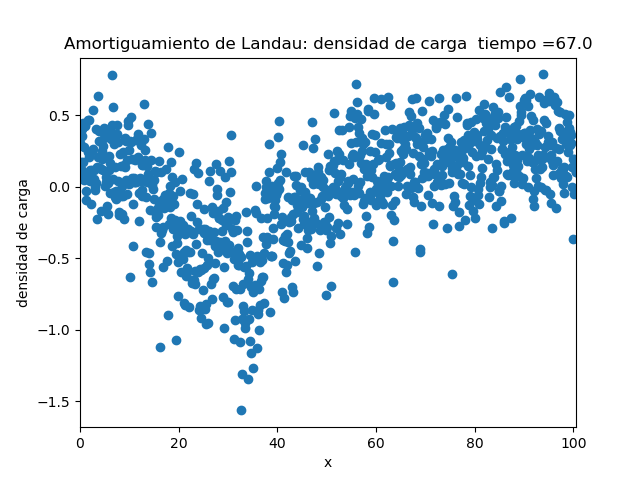 Amortiguamiento de Landau: densidad de carga  tiempo =67.0
densidad de carga
0.5
0.0
−0.5
−1.0
−1.5
0 20 40 60 80 100
x